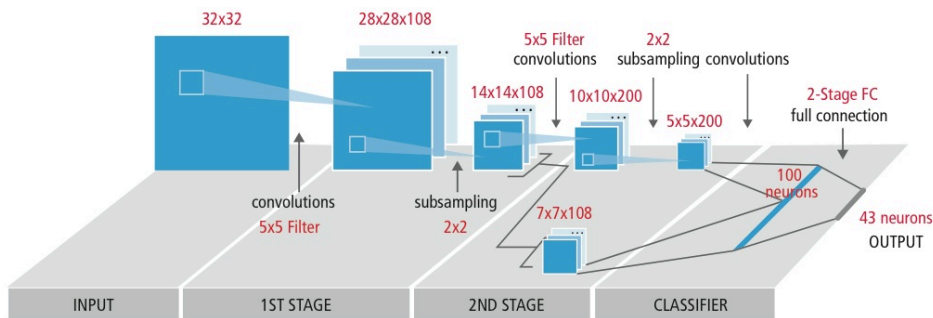 32x32
28x28x108
5x5 Filter
convolutions
2x2
subsampling
convolutions
14x14x108
10x10x200
5x5x200
2-Stage FC
full connection
convolutions
5x5 Filter
subsampling
2x2
7x7x108
100
neurons
43 neurons
OUTPUT
INPUT
1ST STAGE
2ND STAGE
CLASSIFIER